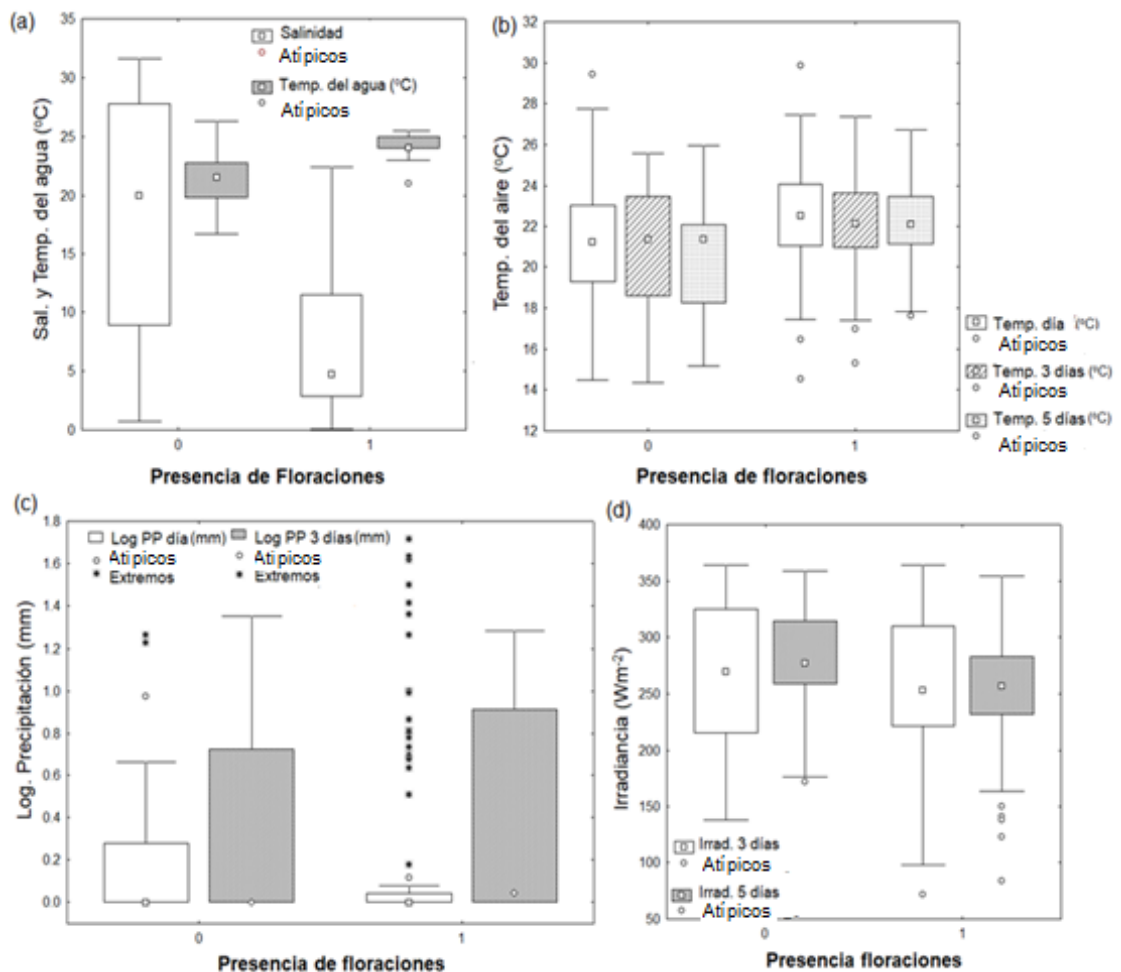 (a)
Sal. y Temp. del agua (ºC)
35
30
25
20
15
10
5
0
Salinidad
Atípicos
Temp. del agua (ºC)
Atípicos
0
1
Presencia de Floraciones
(b)
Temp. del aire (ºC)
32
30
28
26
24
22
20
18
16
14
12
Temp. día (ºC)
Atípicos
Temp. 3 días (ºC)
Atípicos
Temp. 5 días (ºC)
Atípicos
0
1
Presencia de floraciones
(c)
Log. Precipitación (mm)
1.8
1.6
1.4
1.2
1.0
0.8
0.6
0.4
0.2
0.0
Log PP día (mm)
Atípicos
Extremos
Log PP 3 días (mm)
Atípicos
Extremos
0
1
Presencia de floraciones
(d)
Irradiancia (Wm-2)
400
350
300
250
200
150
100
50
Irrad. 3 días
Atípicos
Irrad. 5 días
Atípicos
0
1
Presencia floraciones